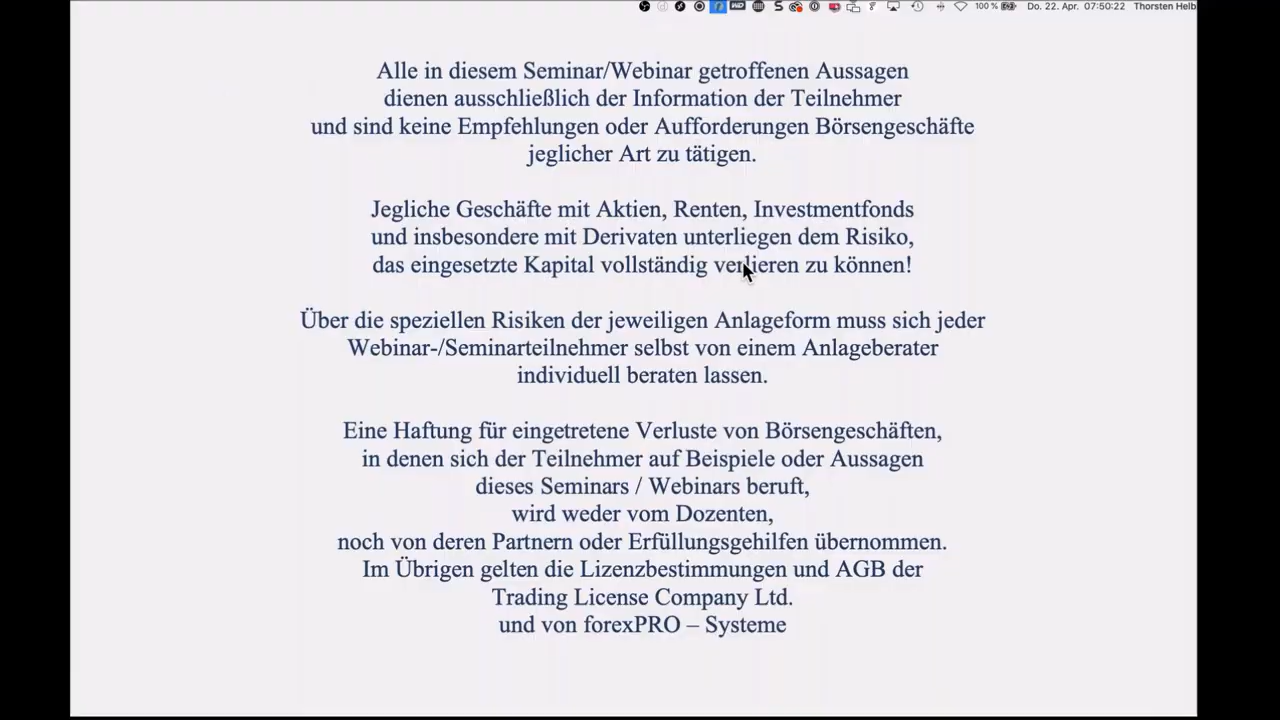 100 % Do. 22. Apr. 07:50:22 Thorsten Helb
Alle in diesem Seminar/Webinar getroffenen Aussagen
dienen ausschließlich der Information der Teilnehmer
und sind keine Empfehlungen oder Aufforderungen Börsengeschäfte
jeglicher Art zu tätigen.
Jegliche Geschäfte mit Aktien, Renten, Investmentfonds
und insbesondere mit Derivaten unterliegen dem Risiko,
das eingesetzte Kapital vollständig verlieren zu können!
Über die speziellen Risiken der jeweiligen Anlageform muss sich jeder
Webinar-/Seminarteilnehmer selbst von einem Anlageberater
individuell beraten lassen.
Eine Haftung für eingetretene Verluste von Börsengeschäften,
in denen sich der Teilnehmer auf Beispiele oder Aussagen
dieses Seminars / Webinars beruft,
wird weder vom Dozenten,
noch von deren Partnern oder Erfüllungsgehilfen übernommen.
Im Übrigen gelten die Lizenzbestimmungen und AGB der
Trading License Company Ltd.
und von forexPRO – Systeme